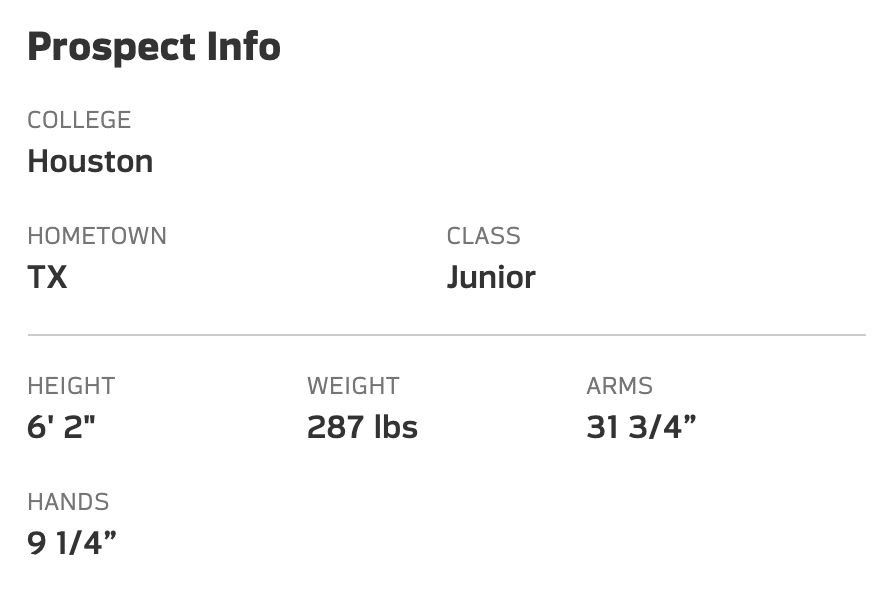 Prospect Info
COLLEGE
Houston
HOMETOWN CLASS
TX Junior
HEIGHT WEIGHT ARMS
6' 2" 287 lbs 31 3/4”
HANDS
9 1/4”